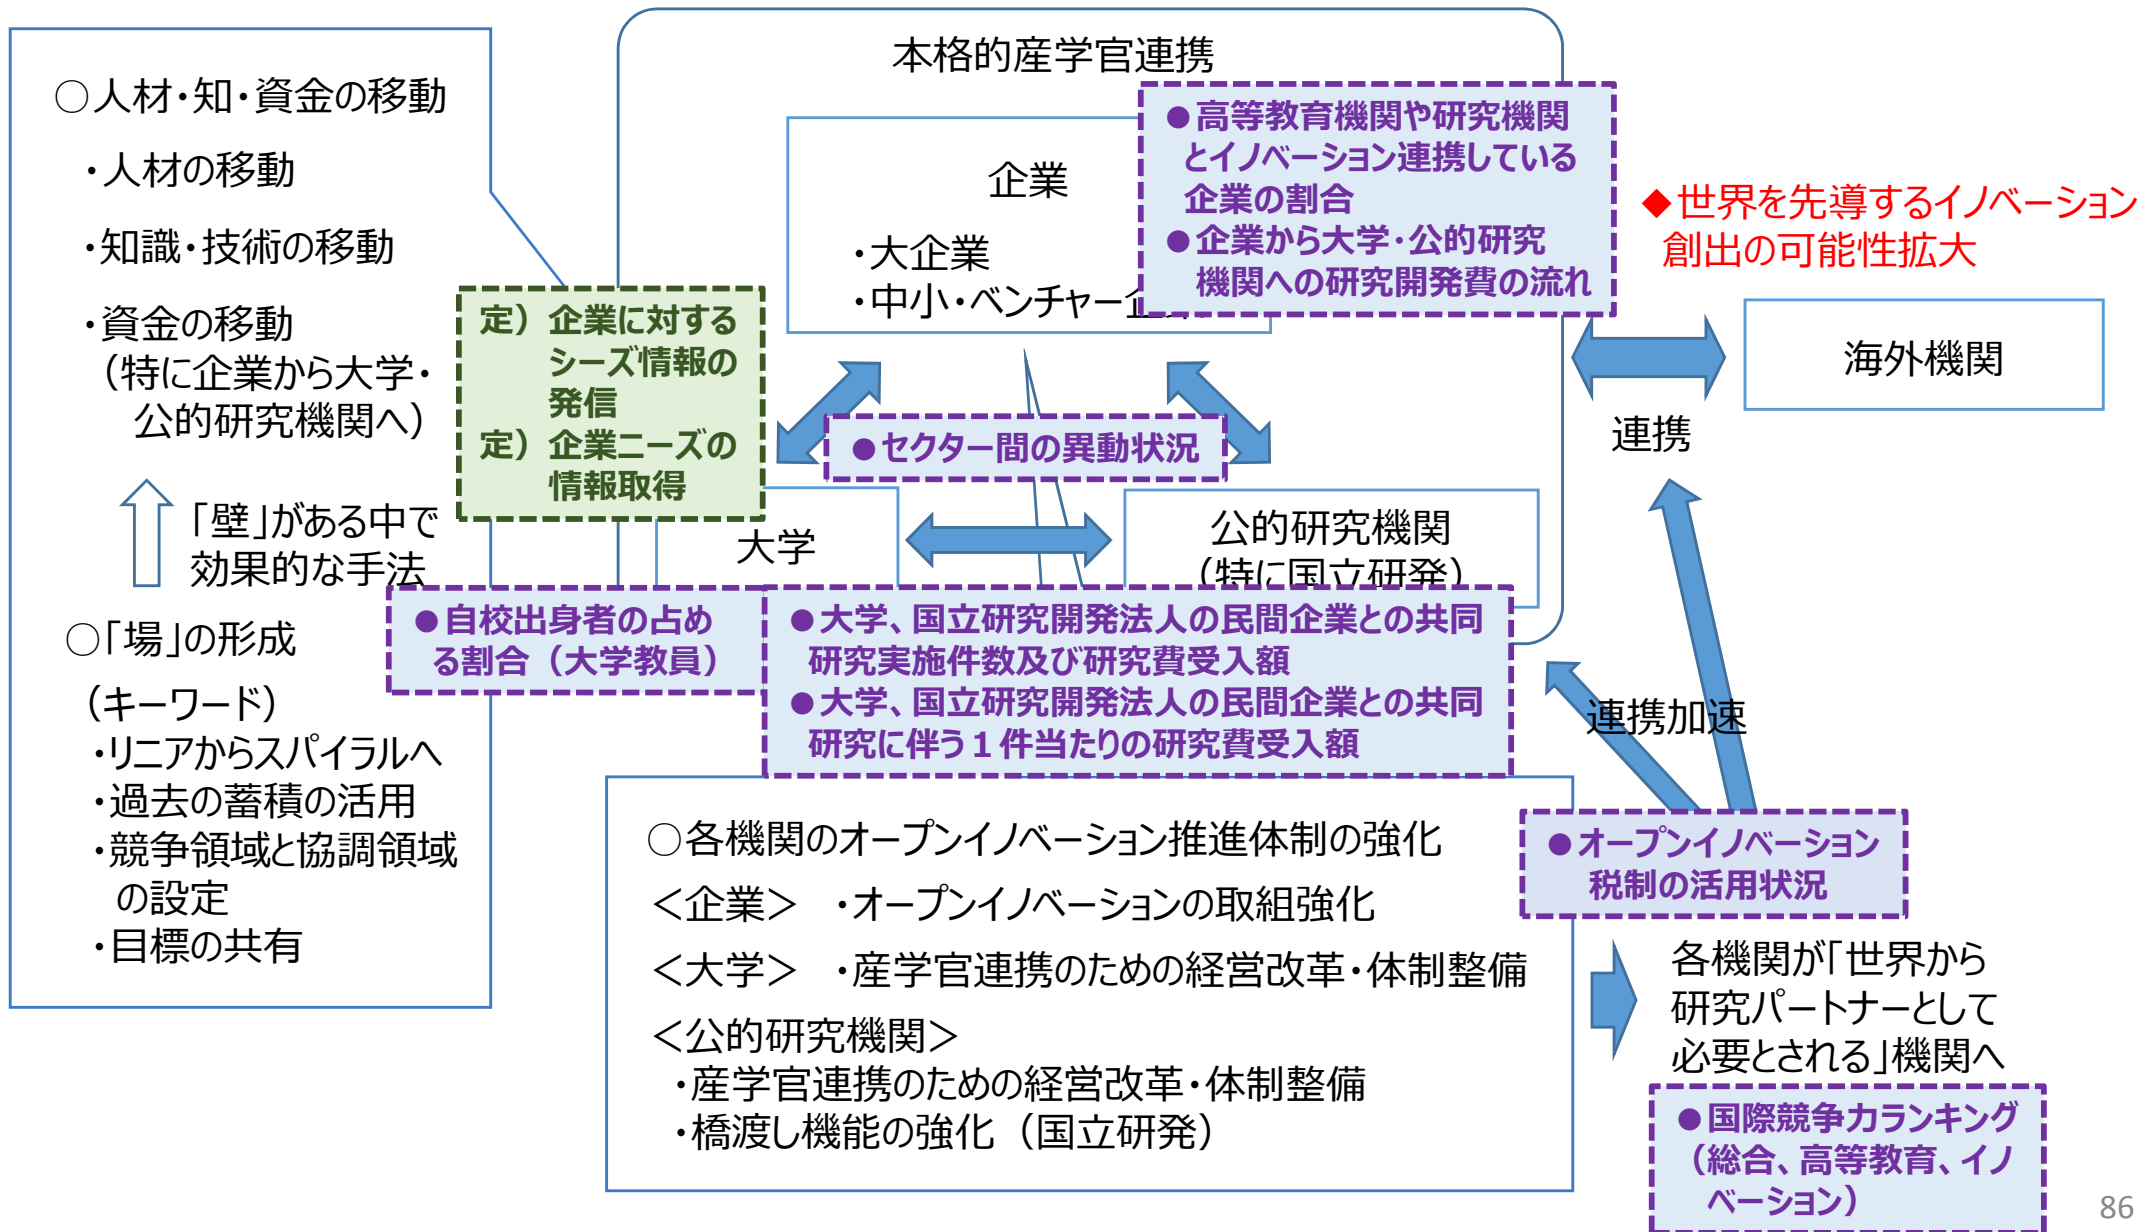 ○人材・知・資金の移動
・人材の移動
・知識・技術の移動
・資金の移動
（特に企業から大学・
公的研究機関へ）
「壁」がある中で
効果的な手法
○「場」の形成
（キーワード）
・リニアからスパイラルへ
・過去の蓄積の活用
・競争領域と協調領域
の設定
・目標の共有
本格的産学官連携
企業
・大企業
・中小・ベンチャー企業
●高等教育機関や研究機関
とイノベーション連携している
企業の割合
●企業から大学・公的研究
機関への研究開発費の流れ
定）企業に対する
シーズ情報の
発信
定）企業ニーズの
情報取得
●セクター間の異動状況
大学
公的研究機関
（特に国立研発）
●自校出身者の占め
る割合（大学教員）
●大学、国立研究開発法人の民間企業との共同
研究実施件数及び研究費受入額
●大学、国立研究開発法人の民間企業との共同
研究に伴う１件当たりの研究費受入額
◆世界を先導するイノベーション
創出の可能性拡大
海外機関
連携
連携加速
○各機関のオープンイノベーション推進体制の強化
＜企業＞　・オープンイノベーションの取組強化
＜大学＞　・産学官連携のための経営改革・体制整備
＜公的研究機関＞
・産学官連携のための経営改革・体制整備
・橋渡し機能の強化（国立研発）
●オープンイノベーション
税制の活用状況
各機関が「世界から
研究パートナーとして
必要とされる」機関へ
●国際競争力ランキング
（総合、高等教育、イノ
ベーション）
86